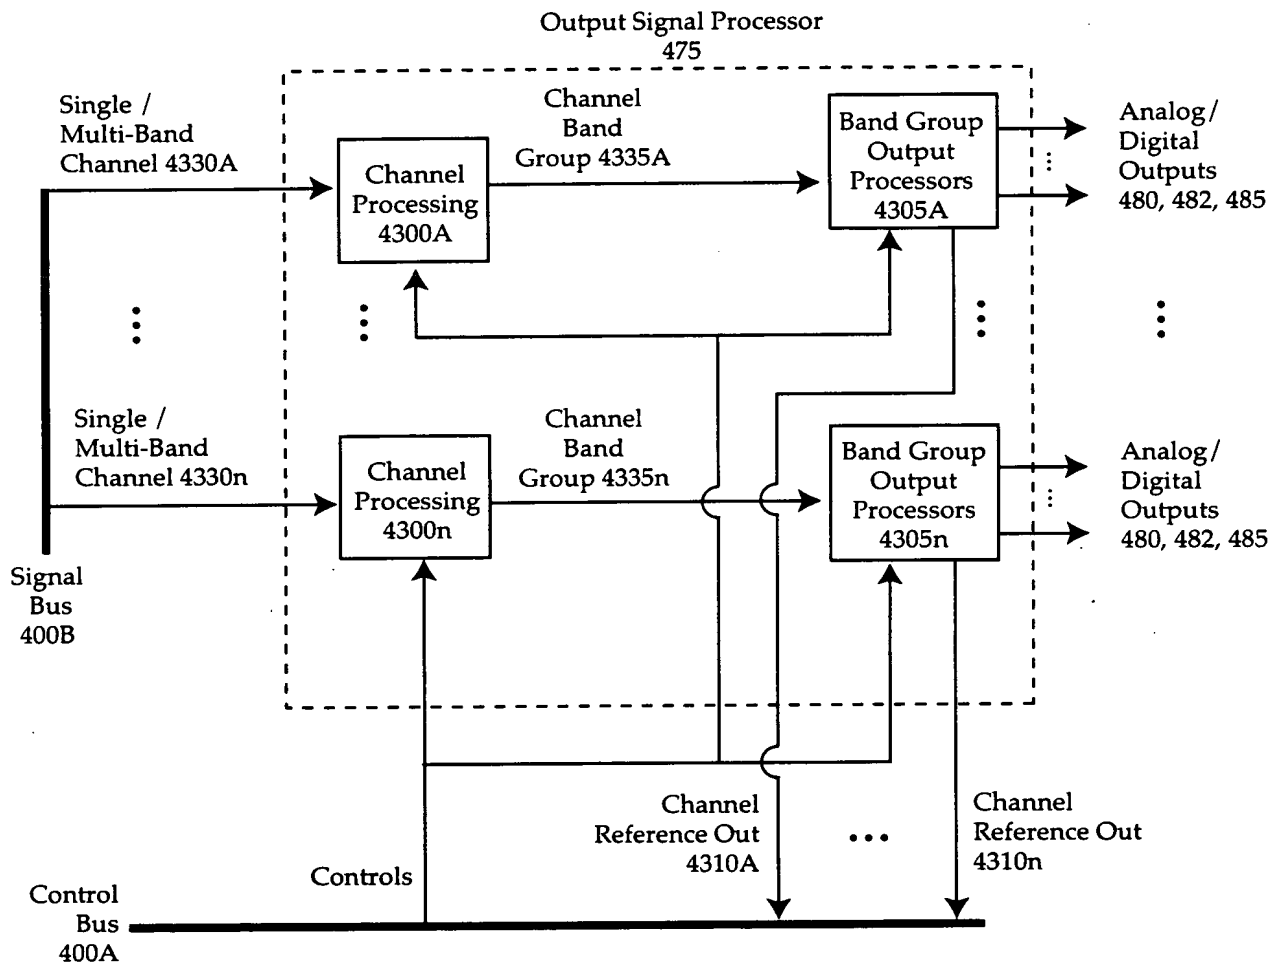 Output Signal Processor
475
Single /
Multi-Band
Channel 4330A
Channel
Band
Group 4335A
Channel
Processing
4300A
Band Group
Output
Processors
4305A
Analog/
Digital
Outputs
480, 482, 485
Single /
Multi-Band
Channel 4330n
Channel
Band
Group 4335n
Channel
Processing
4300n
Band Group
Output
Processors
4305n
Analog/
Digital
Outputs
480, 482, 485
Signal
Bus
400B
Controls
Channel
Reference Out
4310A
Channel
Reference Out
4310n
Control
Bus
400A